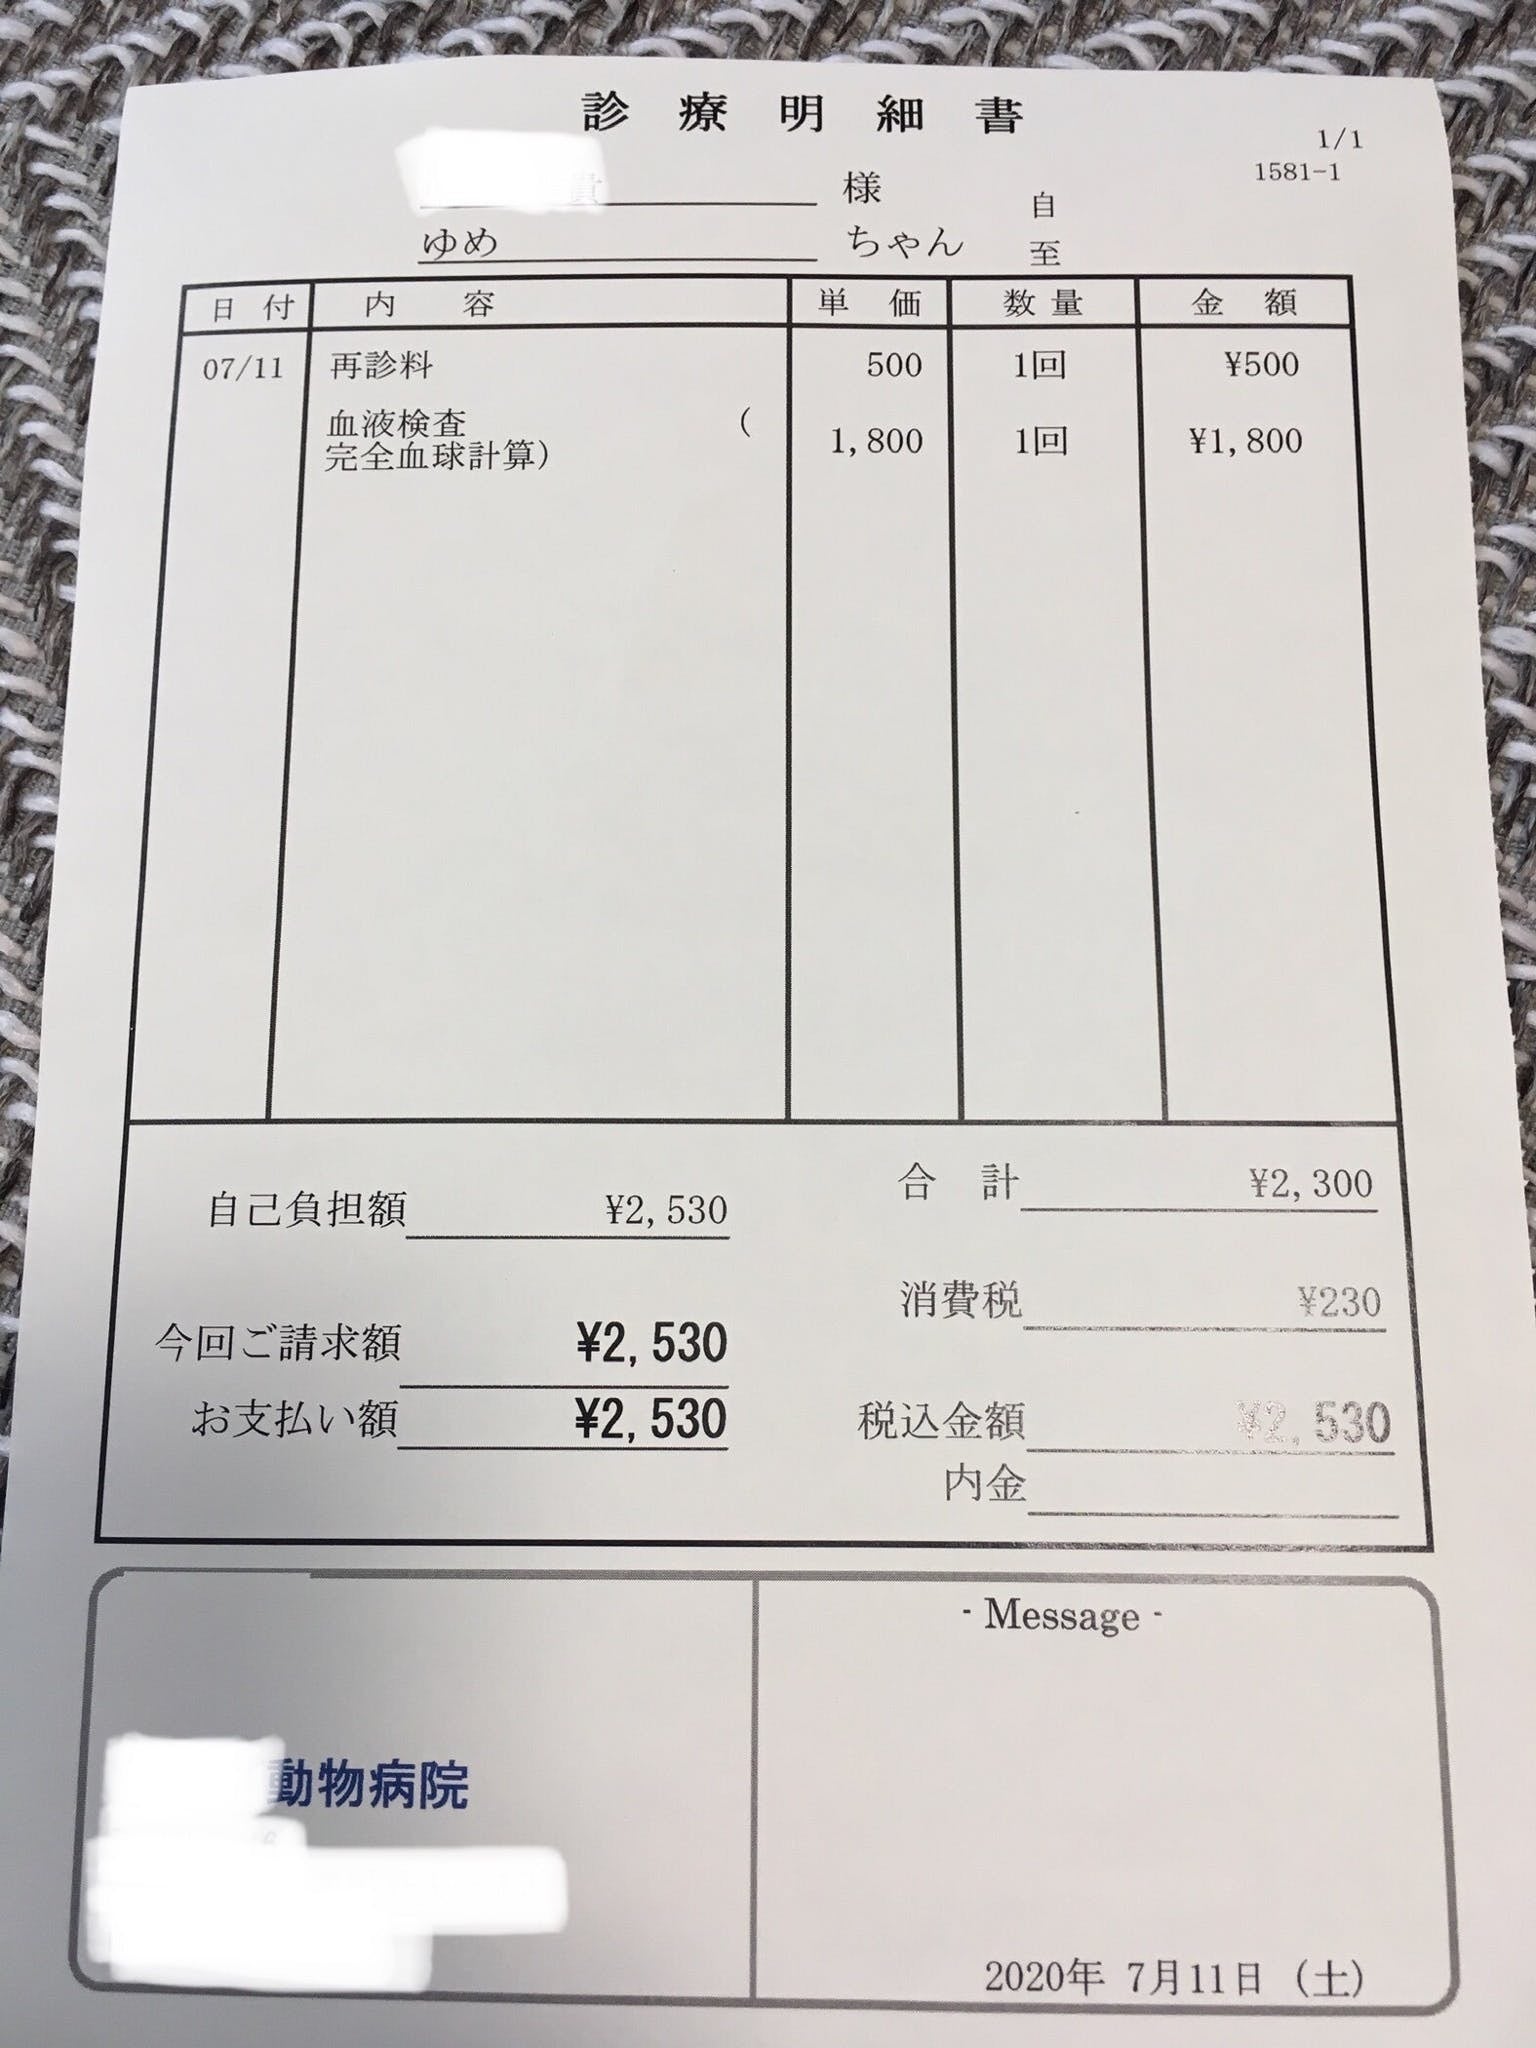 診療明細書
1/1
1581-1
貴 様
ゆめ ちゃん
自
至
日付 内容 単価 数量 金額
07/11 再診料 500 1回 ¥500
血液検査 (
完全血球計算) 1,800 1回 ¥1,800
合計 ¥2,300
自己負担額 ¥2,530
消費税 ¥230
今回ご請求額 ¥2,530
お支払い額 ¥2,530
税込金額 ¥2,530
内金
- Message -
動物病院
2020年 7月11日 (土)